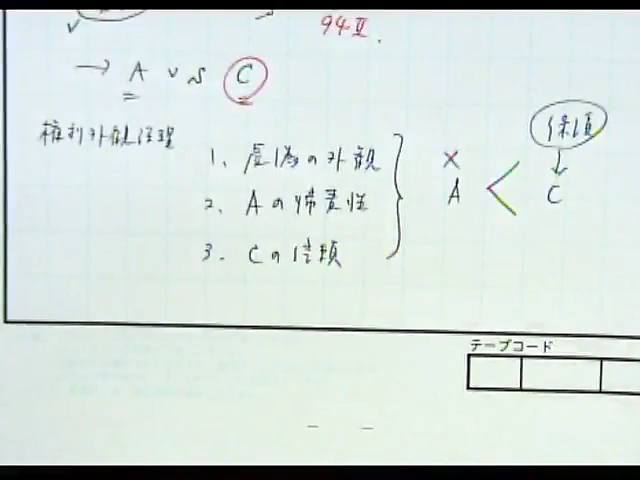 94Ⅱ.
→ A vs C
権利外観法理
1. 虚偽の外観
2. Aの帰責性
3. Cの信頼
×
A < C
保護
テープコード